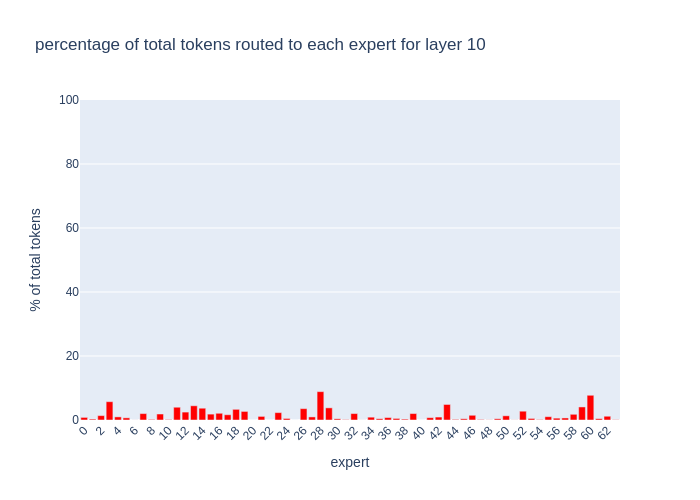 percentage of total tokens routed to each expert for layer 10
100
80
60
40
20
0
% of total tokens
0 2 4 6 8 10 12 14 16 18 20 22 24 26 28 30 32 34 36 38 40 42 44 46 48 50 52 54 56 58 60 62
expert